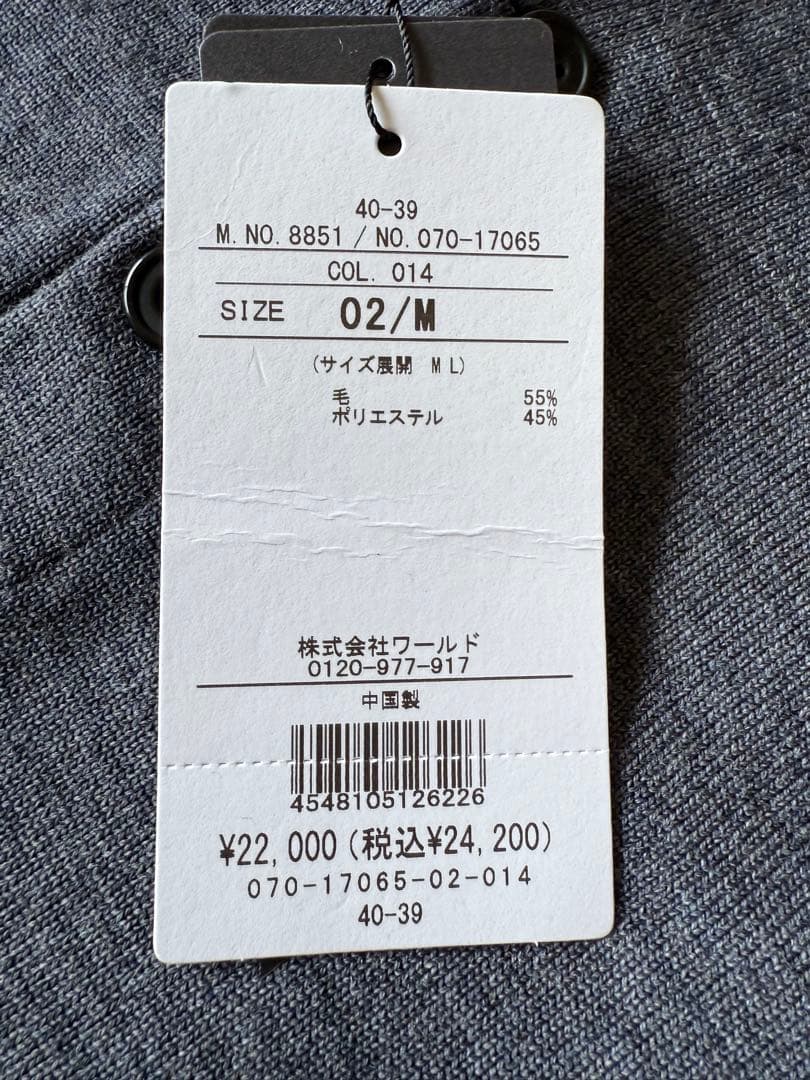 40-39
M.NO.8851 / NO.070-17065
COL. 014
SIZE 02/M
(サイズ展開 M L)
毛 55%
ポリエステル 45%
株式会社ワールド
0120-977-917
中国製
4548105126226
¥22,000(税込¥24,200)
070-17065-02-014
40-39